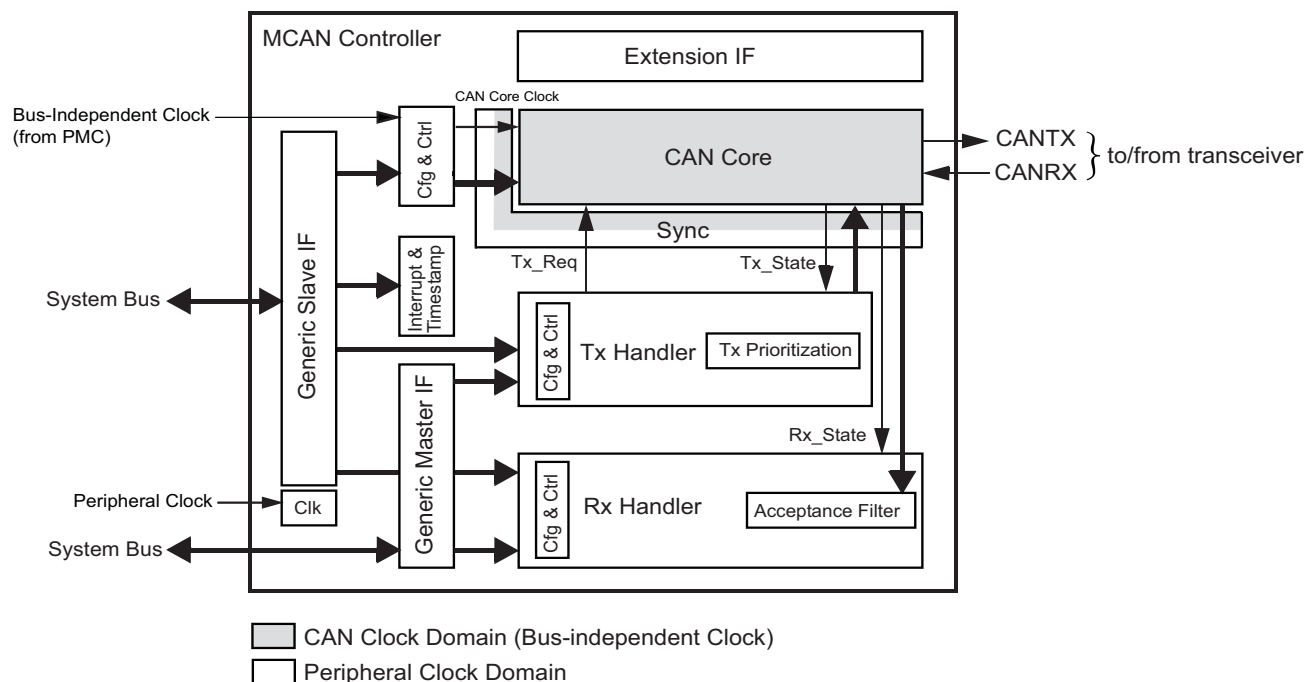 MCAN Controller
Extension IF
Bus-Independent Clock
(from PMC)
CAN Core Clock
Cfg & Ctrl
CAN Core
CANTX
CANRX
} to/from transceiver
Sync
Generic Slave IF
Interrupt &
Timestamp
Tx_Req
Tx_State
System Bus
Cfg & Ctrl
Tx Handler
Tx Prioritization
Generic Master IF
Rx_State
Peripheral Clock
Clk
Cfg & Ctrl
Rx Handler
Acceptance Filter
System Bus
CAN Clock Domain (Bus-independent Clock)
Peripheral Clock Domain